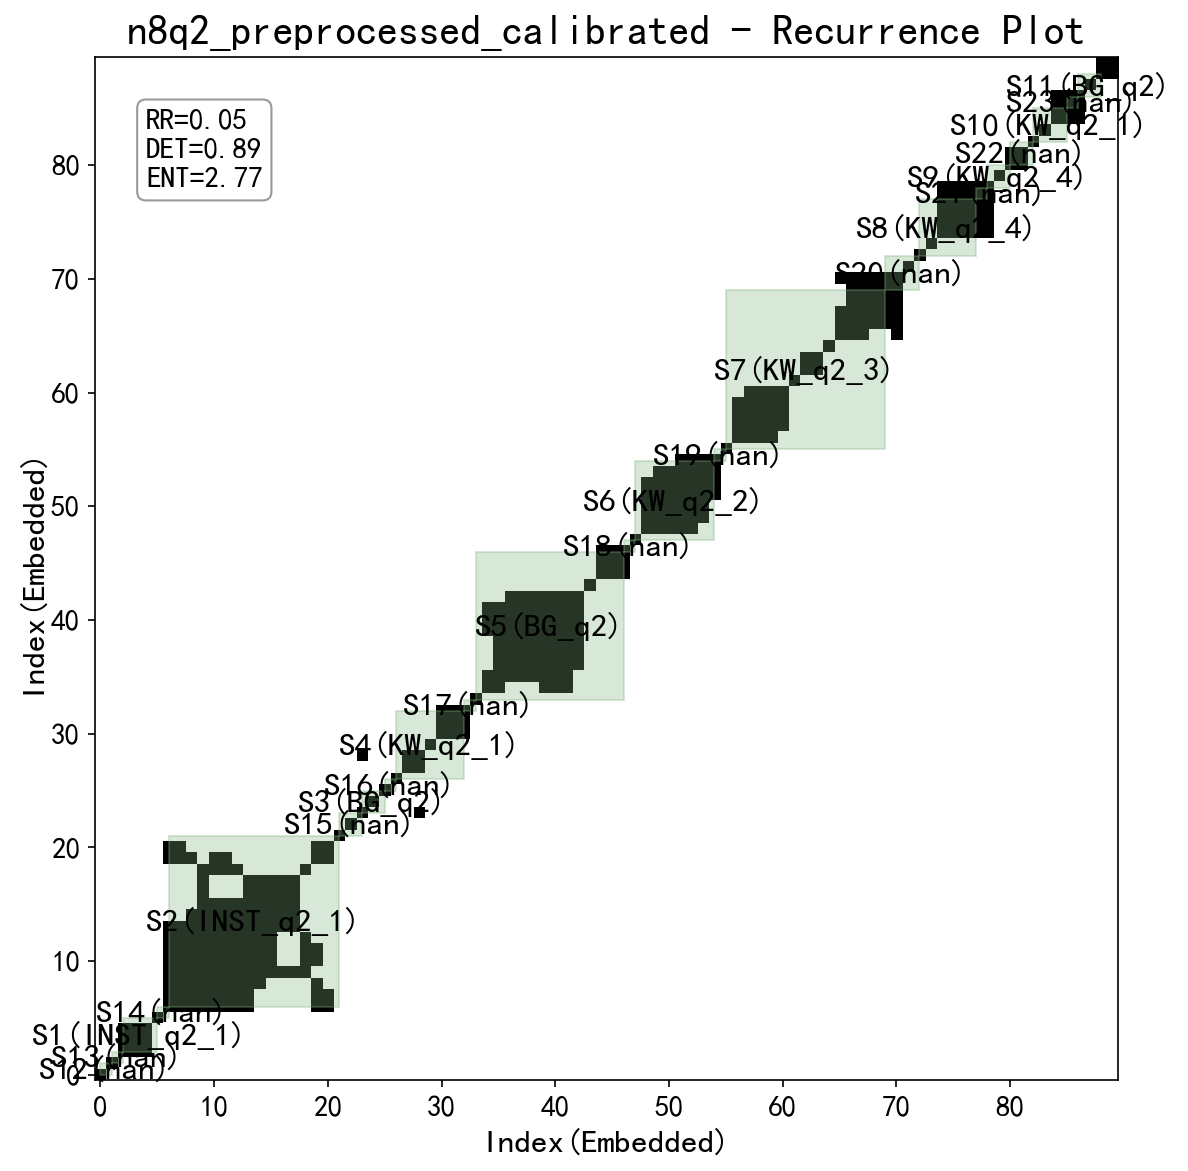 n8q2_preprocessed_calibrated - Recurrence Plot
RR=0.05
DET=0.89
ENT=2.77
S11(BG_q2)
S23(nan)
S10(KW_q2_1)
S22(nan)
S9(KW_q2_4)
S21(nan)
S8(KW_q2_4)
S20(nan)
S7(KW_q2_3)
S19(nan)
S6(KW_q2_2)
S18(nan)
S5(BG_q2)
S17(nan)
S4(KW_q2_1)
S16(nan)
S3(BG_q2)
S15(nan)
S2(INST_q2_1)
S14(nan)
S1(INST_q2_1)
S13(nan)
S12(nan)
80
70
60
50
40
30
20
10
0
Index(Embedded)
0 10 20 30 40 50 60 70 80
Index(Embedded)